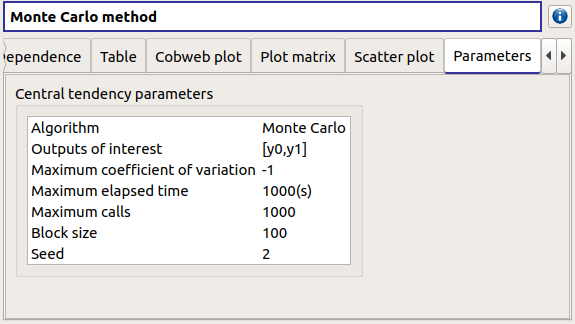 Monte Carlo method
ependence Table Cobweb plot Plot matrix Scatter plot Parameters
Central tendency parameters
Algorithm Monte Carlo
Outputs of interest [y0,y1]
Maximum coefficient of variation -1
Maximum elapsed time 1000(s)
Maximum calls 1000
Block size 100
Seed 2